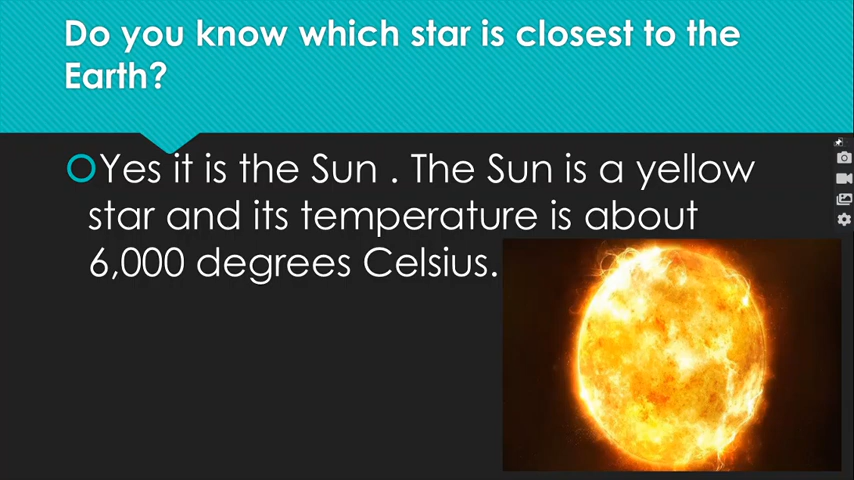 Do you know which star is closest to the
Earth?
Yes it is the Sun . The Sun is a yellow
star and its temperature is about
6,000 degrees Celsius.